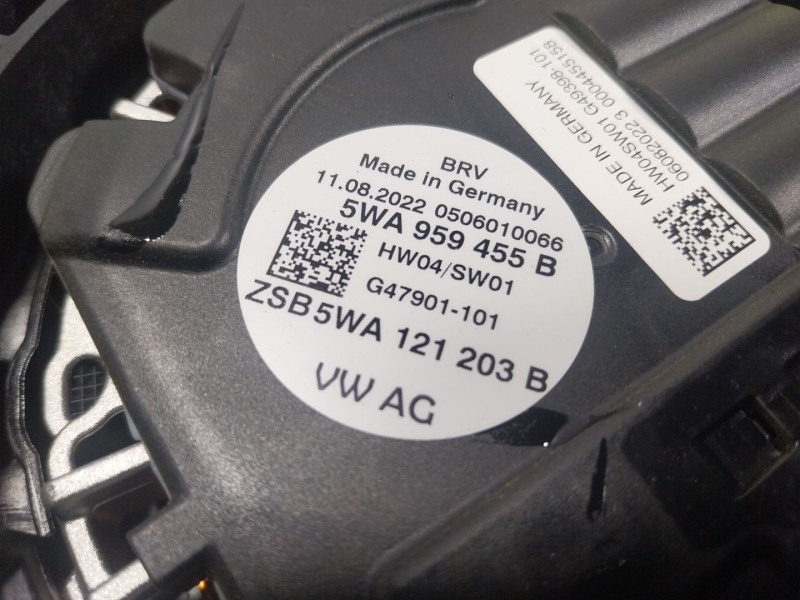 BRV
Made in Germany
11.08.2022 0506010066
5WA 959 455 B
HW04/SW01
G47901-101
ZSB5WA 121 203 B
VW AG
MADE IN GERMANY
HW04SW01 G49398-101
06082022 3 0004455158